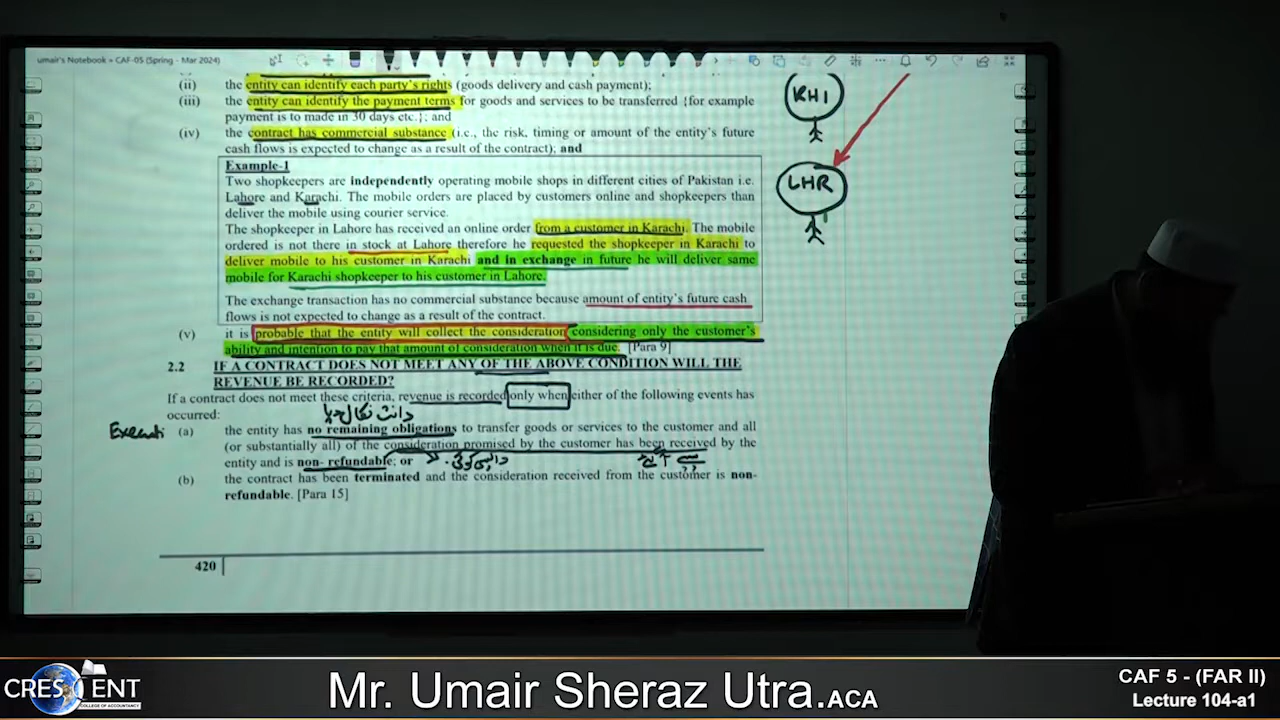 umair's Notebook » CAF-05 (Spring - Mar 2024)
(ii) the entity can identify each party's rights (goods delivery and cash payment);
(iii) the entity can identify the payment terms for goods and services to be transferred {for example
payment is to made in 30 days etc.}; and
(iv) the contract has commercial substance (i.e., the risk, timing or amount of the entity's future
cash flows is expected to change as a result of the contract); and
Example-1
Two shopkeepers are independently operating mobile shops in different cities of Pakistan i.e.
Lahore and Karachi. The mobile orders are placed by customers online and shopkeepers than
deliver the mobile using courier service.
The shopkeeper in Lahore has received an online order from a customer in Karachi. The mobile
ordered is not there in stock at Lahore therefore he requested the shopkeeper in Karachi to
deliver mobile to his customer in Karachi and in exchange in future he will deliver same
mobile for Karachi shopkeeper to his customer in Lahore.
The exchange transaction has no commercial substance because amount of entity's future cash
flows is not expected to change as a result of the contract.
(v) it is probable that the entity will collect the consideration considering only the customer's
ability and intention to pay that amount of consideration when it is due. [Para 9]
2.2 IF A CONTRACT DOES NOT MEET ANY OF THE ABOVE CONDITION WILL THE
REVENUE BE RECORDED?
If a contract does not meet these criteria, revenue is recorded only when either of the following events has
occurred:
(a) the entity has no remaining obligations to transfer goods or services to the customer and all
(or substantially all) of the consideration promised by the customer has been received by the
entity and is non- refundable; or
(b) the contract has been terminated and the consideration received from the customer is non-
refundable. [Para 15]
420
KHI
LHR
CRESCENT
COLLEGE OF ACCOUNTANCY
Mr. Umair Sheraz Utra.ACA
CAF 5 - (FAR II)
Lecture 104-a1